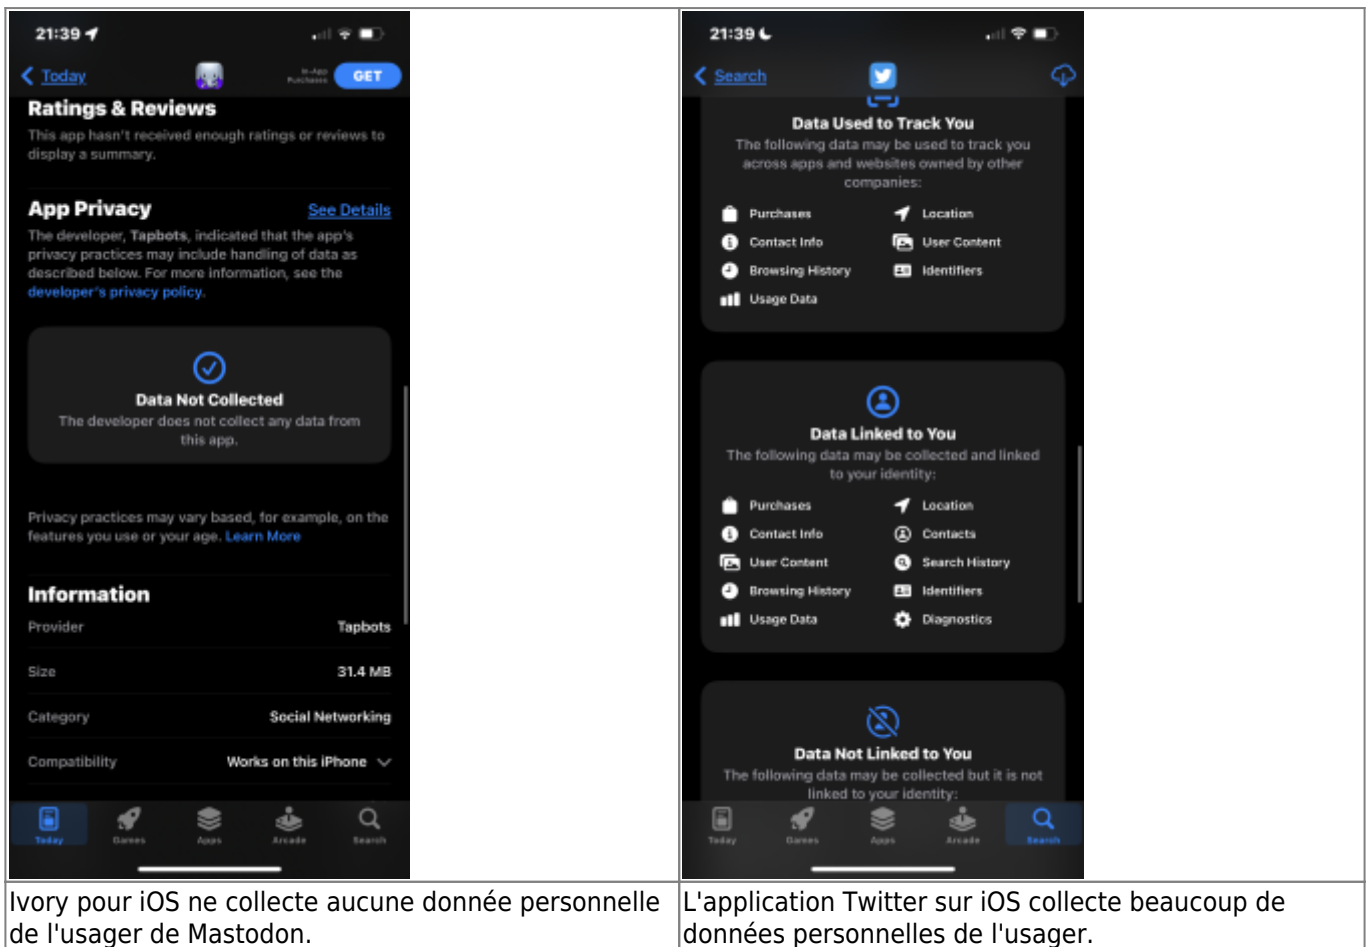 21:39
Today
In-App
Purchases
GET
Ratings & Reviews
This app hasn't received enough ratings or reviews to
display a summary.
App Privacy
See Details
The developer, Tapbots, indicated that the app's
privacy practices may include handling of data as
described below. For more information, see the
developer's privacy policy.
Data Not Collected
The developer does not collect any data from
this app.
Privacy practices may vary based, for example, on the
features you use or your age. Learn More
Information
Provider
Tapbots
Size
31.4 MB
Category
Social Networking
Compatibility
Works on this iPhone
Today
Games
Apps
Arcade
Search
Ivory pour iOS ne collecte aucune donnée personnelle
de l'usager de Mastodon.
21:39
Search
Data Used to Track You
The following data may be used to track you
across apps and websites owned by other
companies:
Purchases
Location
Contact Info
User Content
Browsing History
Identifiers
Usage Data
Data Linked to You
The following data may be collected and linked
to your identity:
Purchases
Location
Contact Info
Contacts
User Content
Search History
Browsing History
Identifiers
Usage Data
Diagnostics
Data Not Linked to You
The following data may be collected but it is not
linked to your identity:
Today
Games
Apps
Arcade
Search
L'application Twitter sur iOS collecte beaucoup de
données personnelles de l'usager.